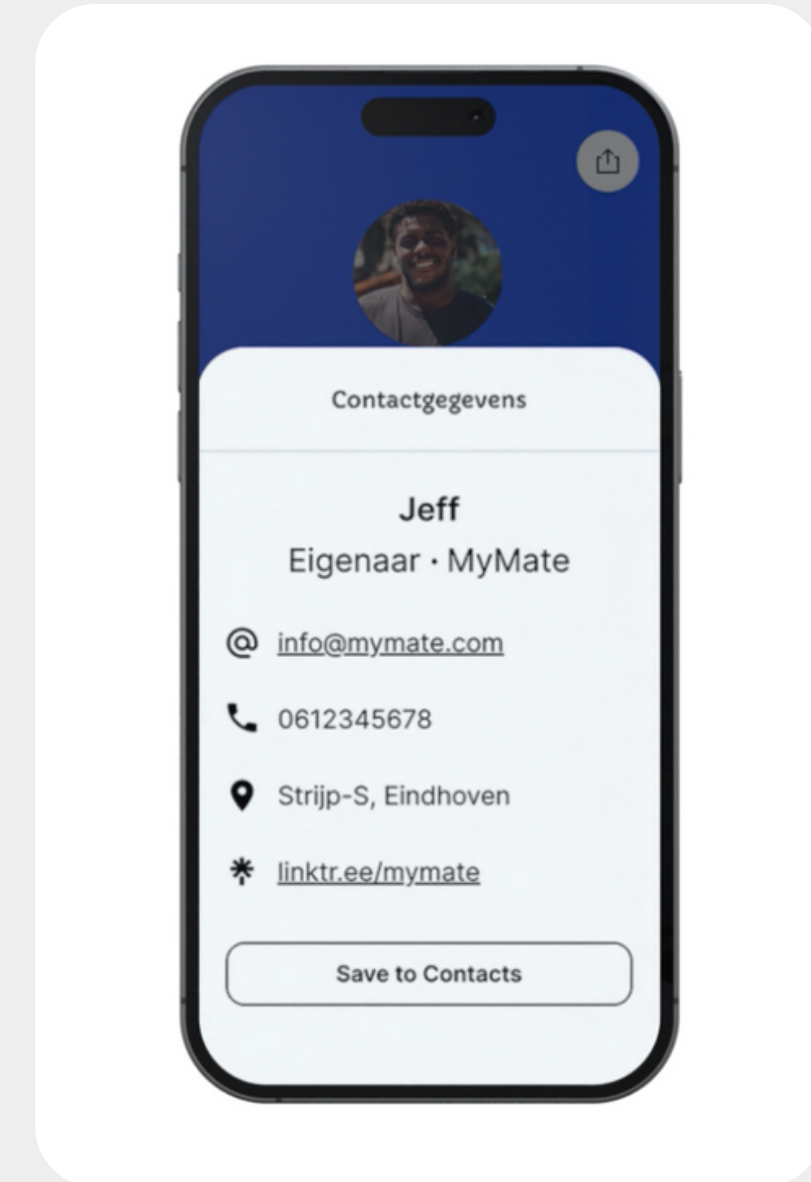 Contactgegevens
Jeff
Eigenaar · MyMate
info@mymate.com
0612345678
Strijp-S, Eindhoven
linktr.ee/mymate
Save to Contacts